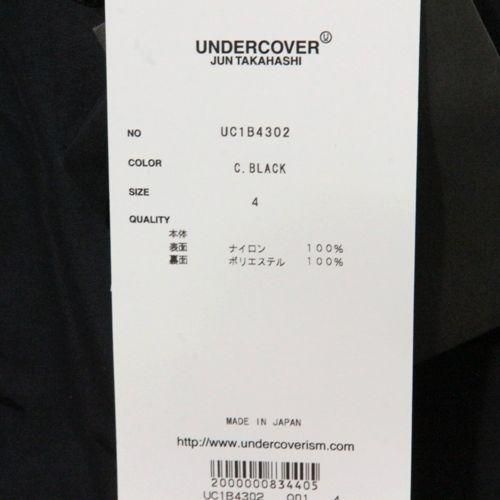 UNDERCOVER Ⓤ
JUN TAKAHASHI
NO UC1B4302
COLOR C.BLACK
SIZE 4
QUALITY
本体
表面 ナイロン 100%
裏面 ポリエステル 100%
MADE IN JAPAN
http://www.undercoverism.com
2000000834405
UC1B4302 001 4